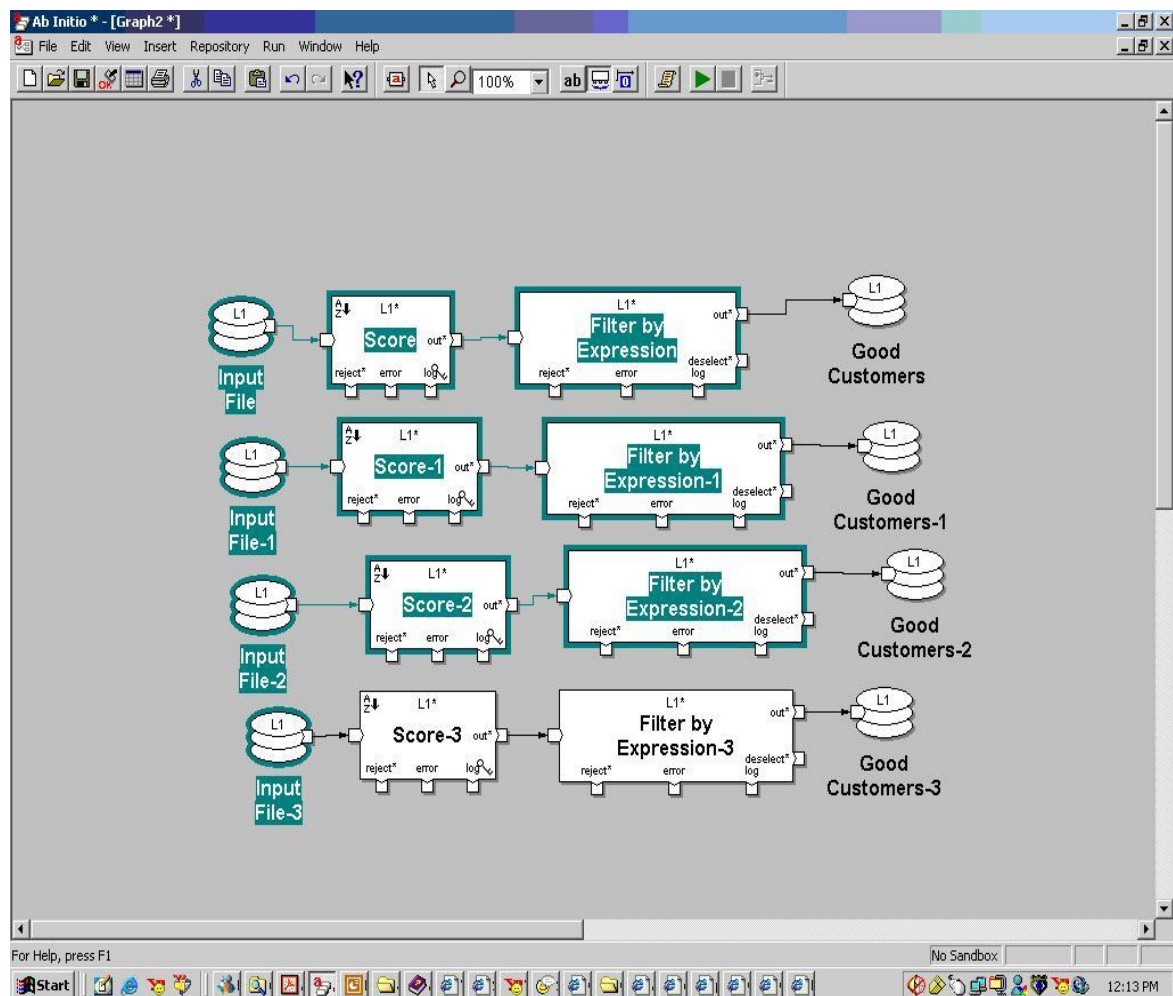 Ab Initio * - [Graph2 *]
File Edit View Insert Repository Run Window Help
100% ab
L1
Input
File
A
Z
L1*
Score
out*
reject* error log
L1*
Filter by
Expression
out*
deselect*
reject* error log
L1
Good
Customers
L1
Input
File-1
A
Z
L1*
Score-1
out*
reject* error log
L1*
Filter by
Expression-1
out*
deselect*
reject* error log
L1
Good
Customers-1
L1
Input
File-2
A
Z
L1*
Score-2
out*
reject* error log
L1*
Filter by
Expression-2
out*
deselect*
reject* error log
L1
Good
Customers-2
L1
Input
File-3
A
Z
L1*
Score-3
out*
reject* error log
L1*
Filter by
Expression-3
out*
deselect*
reject* error log
L1
Good
Customers-3
For Help, press F1
No Sandbox
Start
12:13 PM